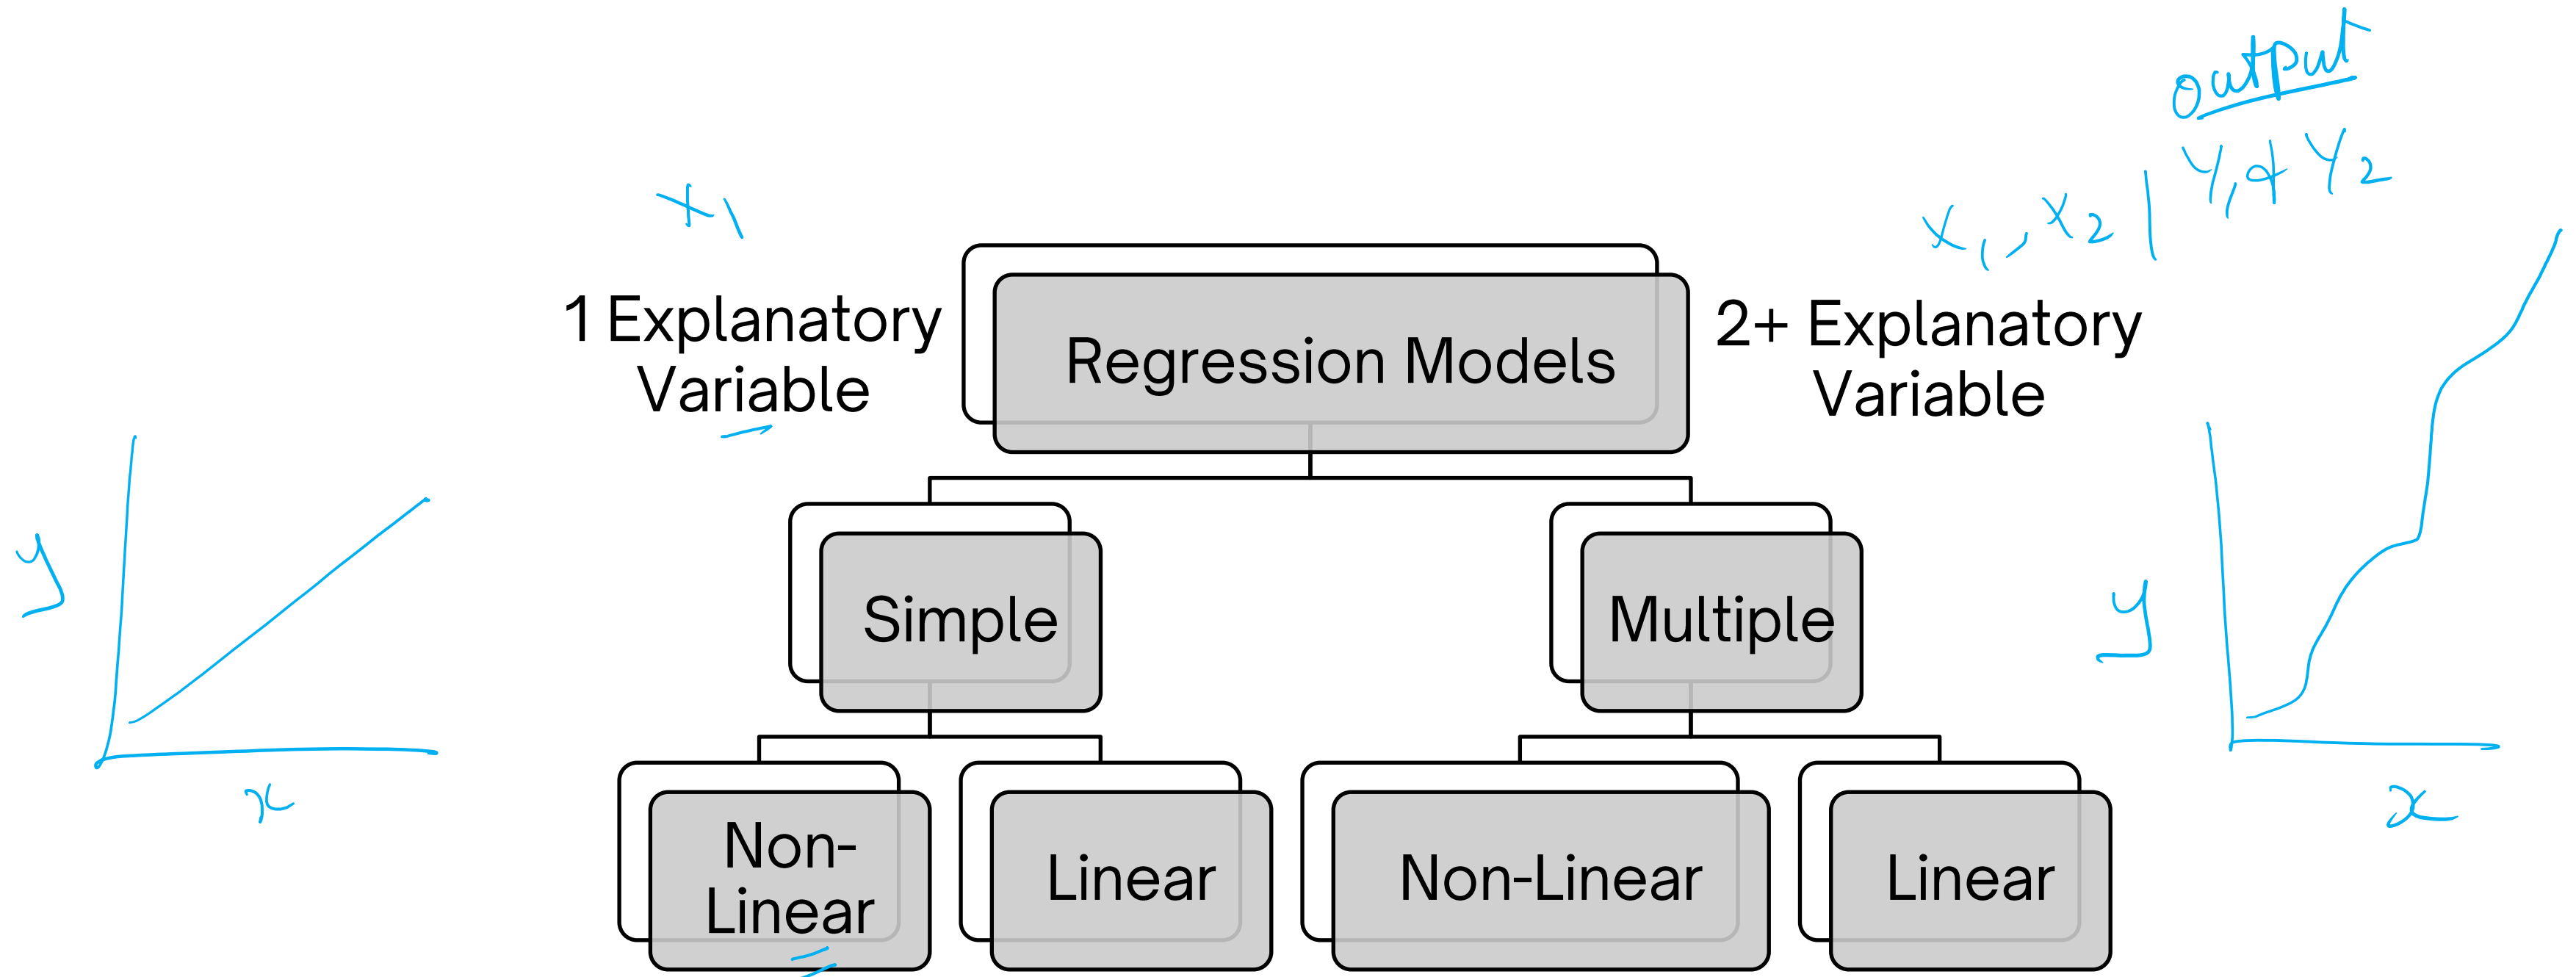 output
Y1 & Y2
X1
X1, X2 |
1 Explanatory
Variable
Regression Models
2+ Explanatory
Variable
y
x
Simple
Multiple
y
x
Non-
Linear
Linear
Non-Linear
Linear